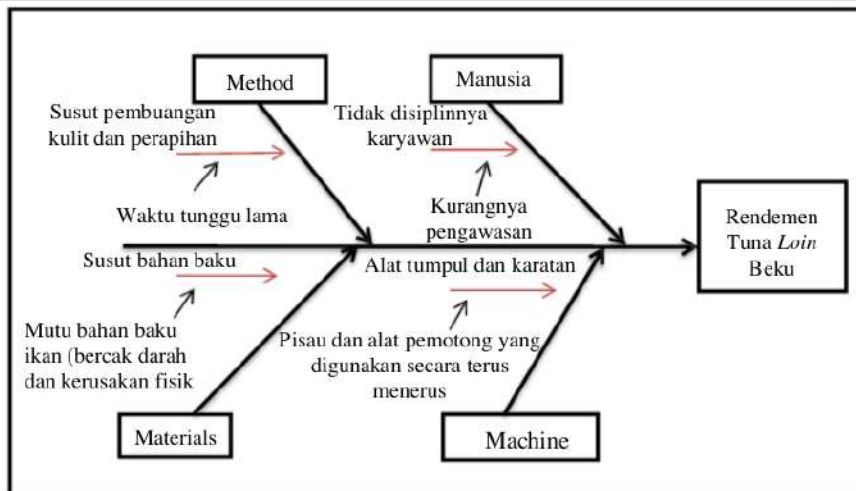 Method
Manusia
Susut pembuangan
kulit dan perapihan
Tidak disiplinnya
karyawan
Waktu tunggu lama
Kurangnya
pengawasan
Rendemen
Tuna Loin
Beku
Susut bahan baku
Alat tumpul dan karatan
Mutu bahan baku
ikan (bercak darah
dan kerusakan fisik
Pisau dan alat pemotong yang
digunakan secara terus
menerus
Materials
Machine